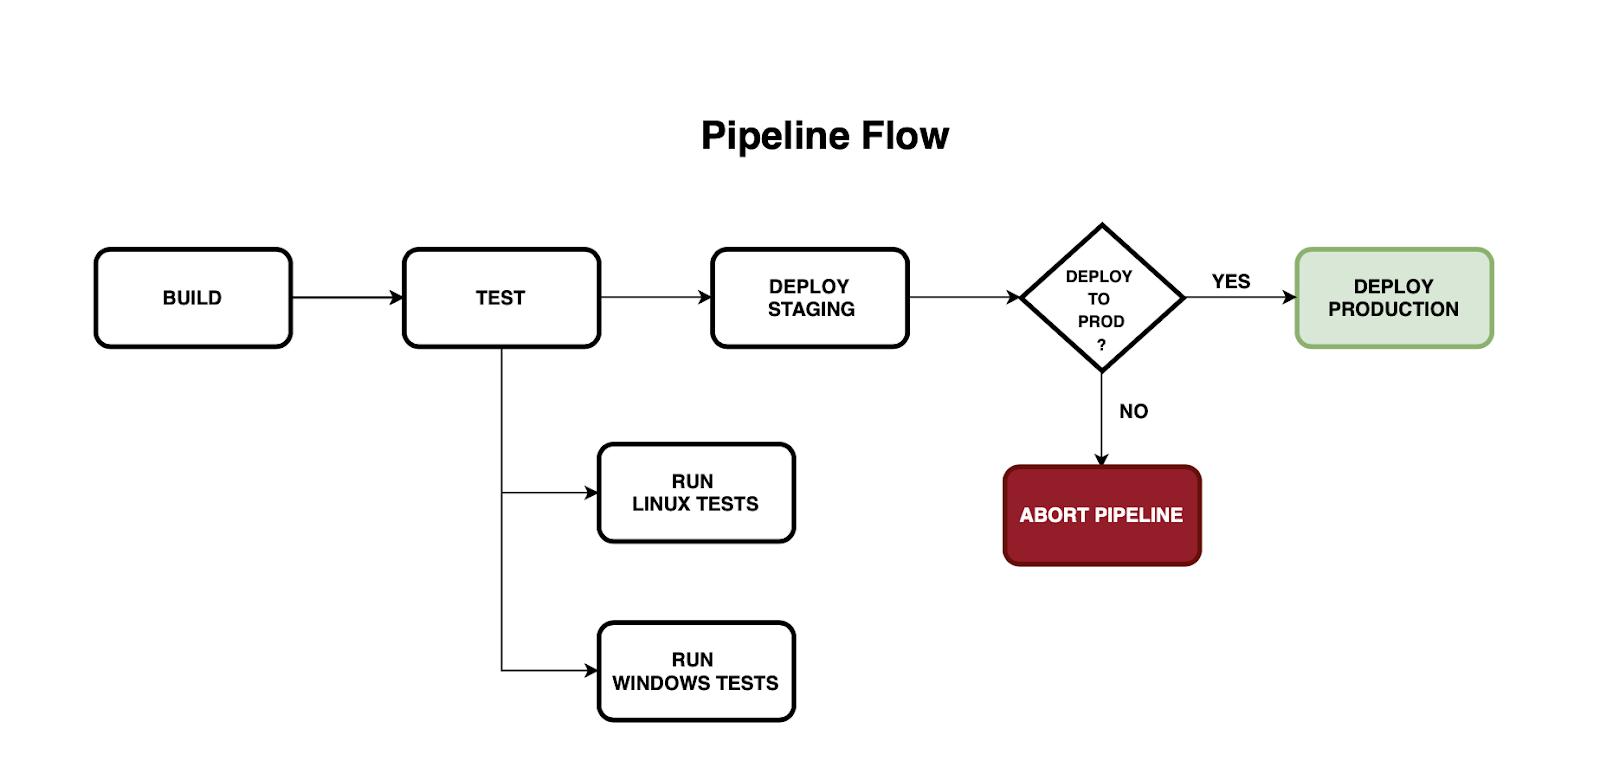 Pipeline Flow
BUILD
TEST
DEPLOY
STAGING
DEPLOY
TO
PROD
?
YES
DEPLOY
PRODUCTION
NO
RUN
LINUX TESTS
ABORT PIPELINE
RUN
WINDOWS TESTS